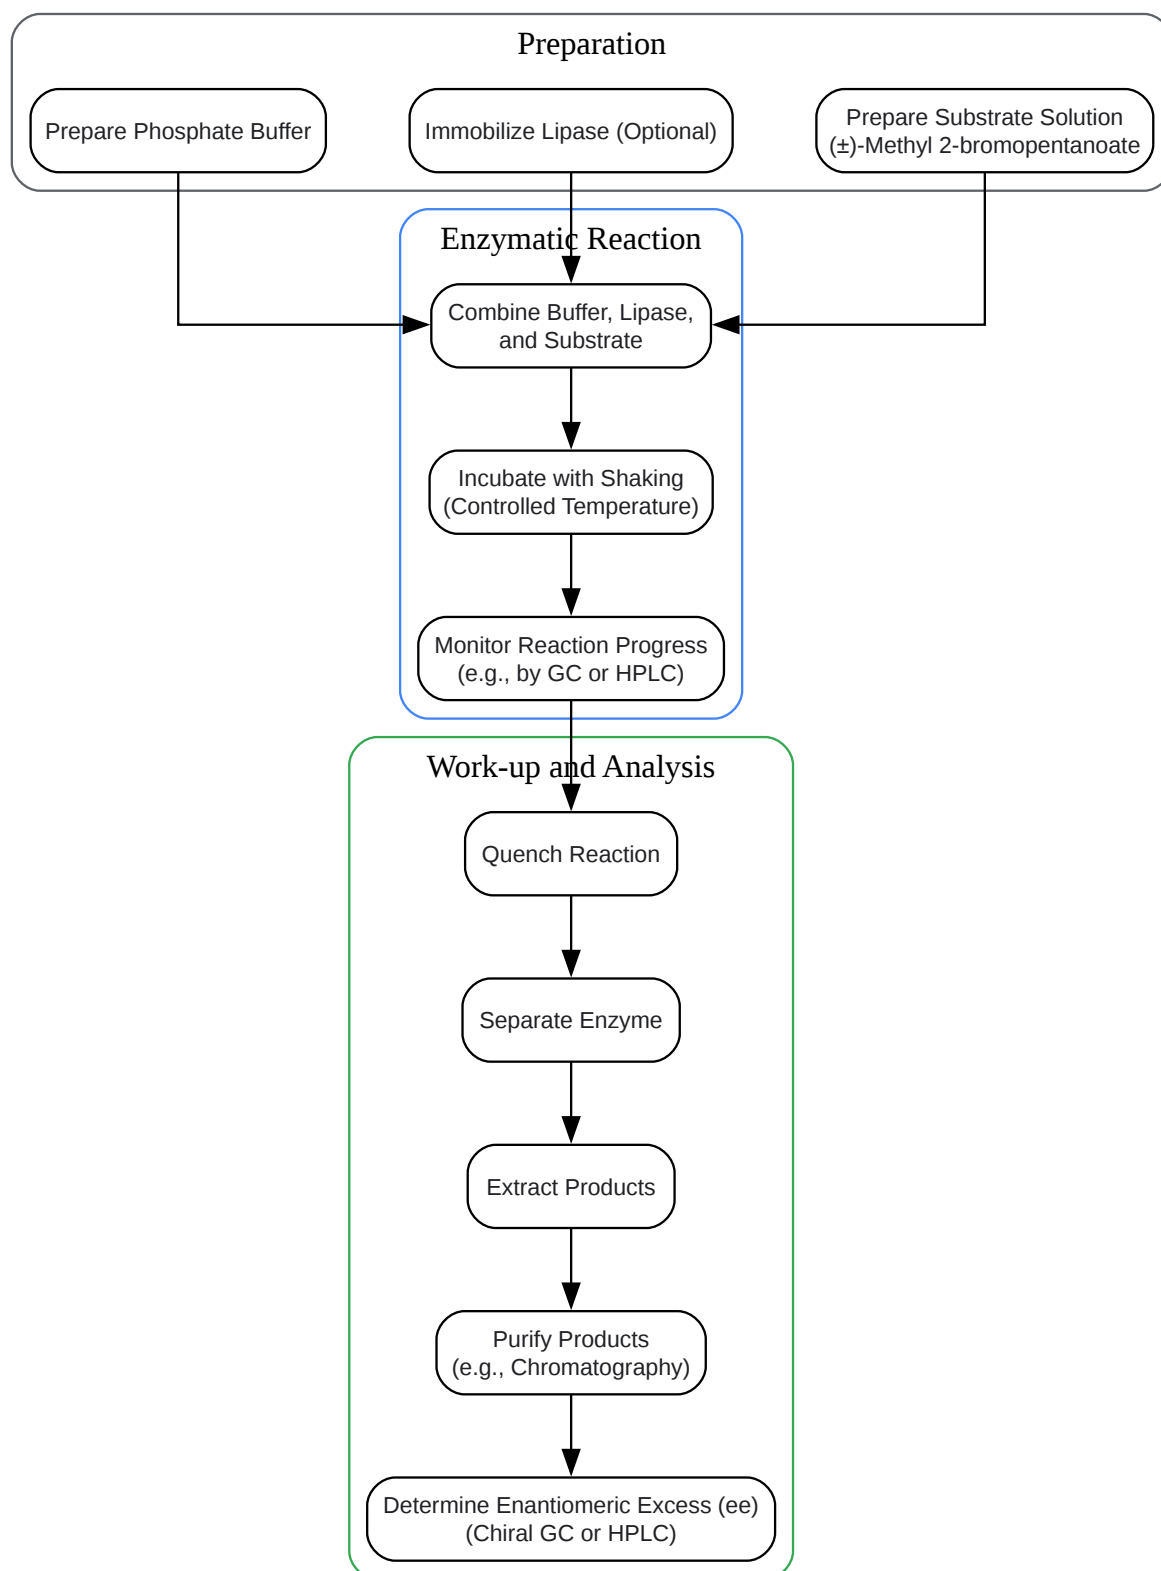 Preparation
Prepare Phosphate Buffer
Immobilize Lipase (Optional)
Prepare Substrate Solution
(±)-Methyl 2-bromopentanoate
Enzymatic Reaction
Combine Buffer, Lipase,
and Substrate
Incubate with Shaking
(Controlled Temperature)
Monitor Reaction Progress
(e.g., by GC or HPLC)
Work-up and Analysis
Quench Reaction
Separate Enzyme
Extract Products
Purify Products
(e.g., Chromatography)
Determine Enantiomeric Excess (ee)
(Chiral GC or HPLC)